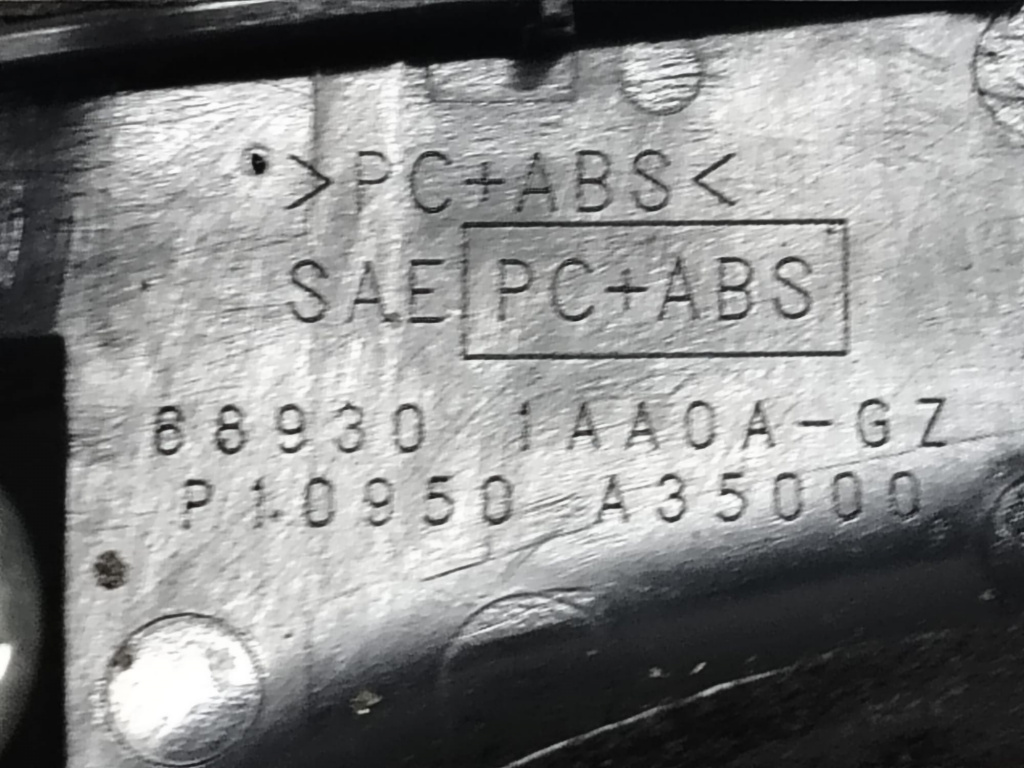 >PC+ABS<
SAE PC+ABS
68930 1AA0A-GZ
P10950 A35000